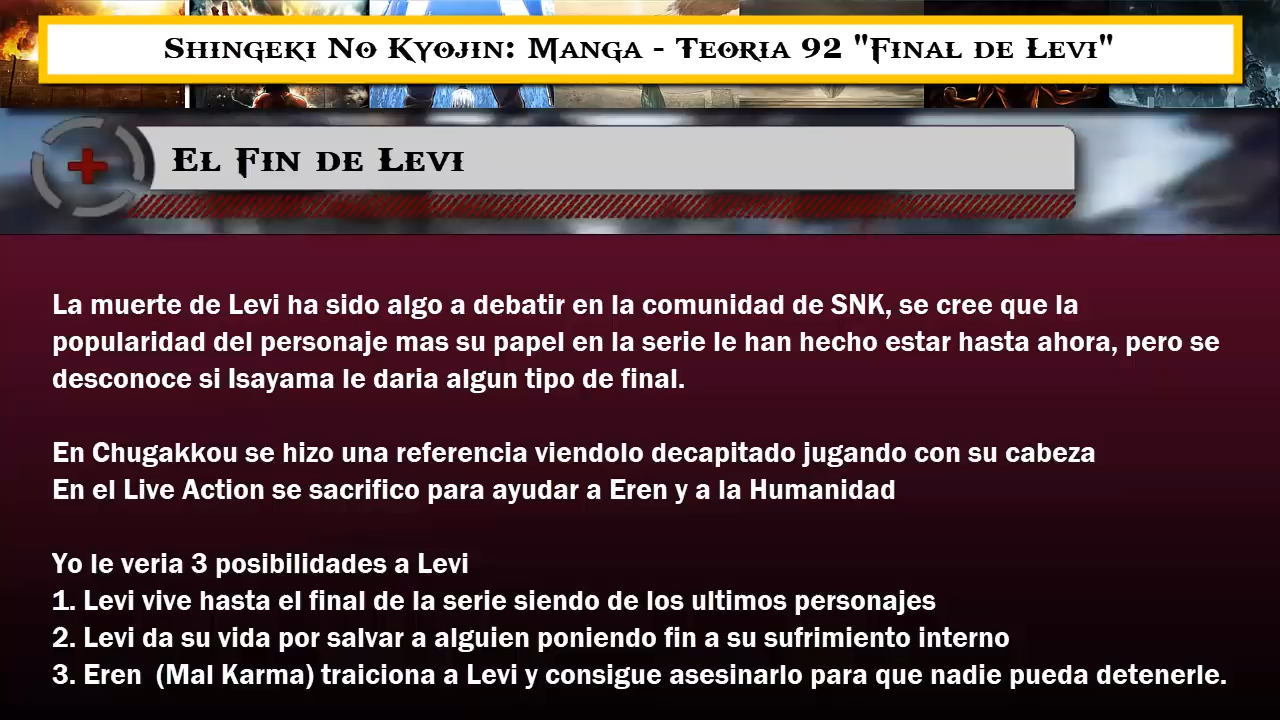 Shingeki No Kyojin: Manga - Teoria 92 "Final de Levi"
El Fin de Levi
La muerte de Levi ha sido algo a debatir en la comunidad de SNK, se cree que la
popularidad del personaje mas su papel en la serie le han hecho estar hasta ahora, pero se
desconoce si Isayama le daria algun tipo de final.
En Chugakkou se hizo una referencia viendolo decapitado jugando con su cabeza
En el Live Action se sacrifico para ayudar a Eren y a la Humanidad
Yo le veria 3 posibilidades a Levi
1. Levi vive hasta el final de la serie siendo de los ultimos personajes
2. Levi da su vida por salvar a alguien poniendo fin a su sufrimiento interno
3. Eren  (Mal Karma) traiciona a Levi y consigue asesinarlo para que nadie pueda detenerle.